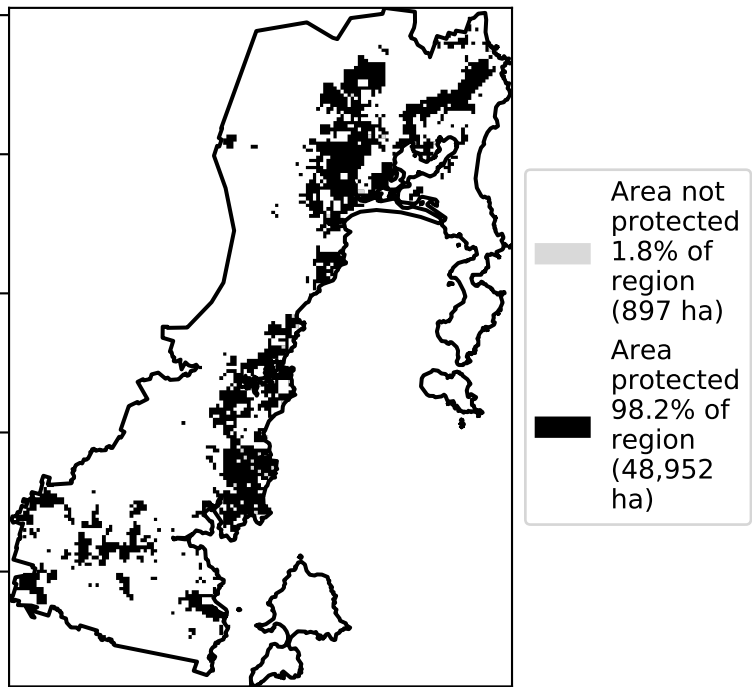 Area not
protected
1.8% of
region
(897 ha)
Area
protected
98.2% of
region
(48,952
ha)